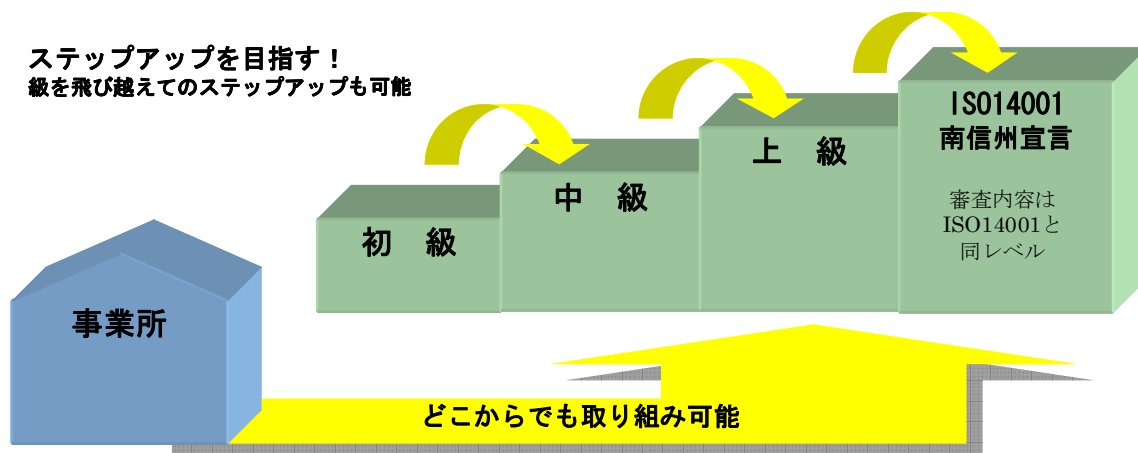 ステップアップを目指す！
級を飛び越えてのステップアップも可能
ISO14001
南信州宣言
審査内容は
ISO14001と
同レベル
上　級
中　級
初　級
事業所
どこからでも取り組み可能